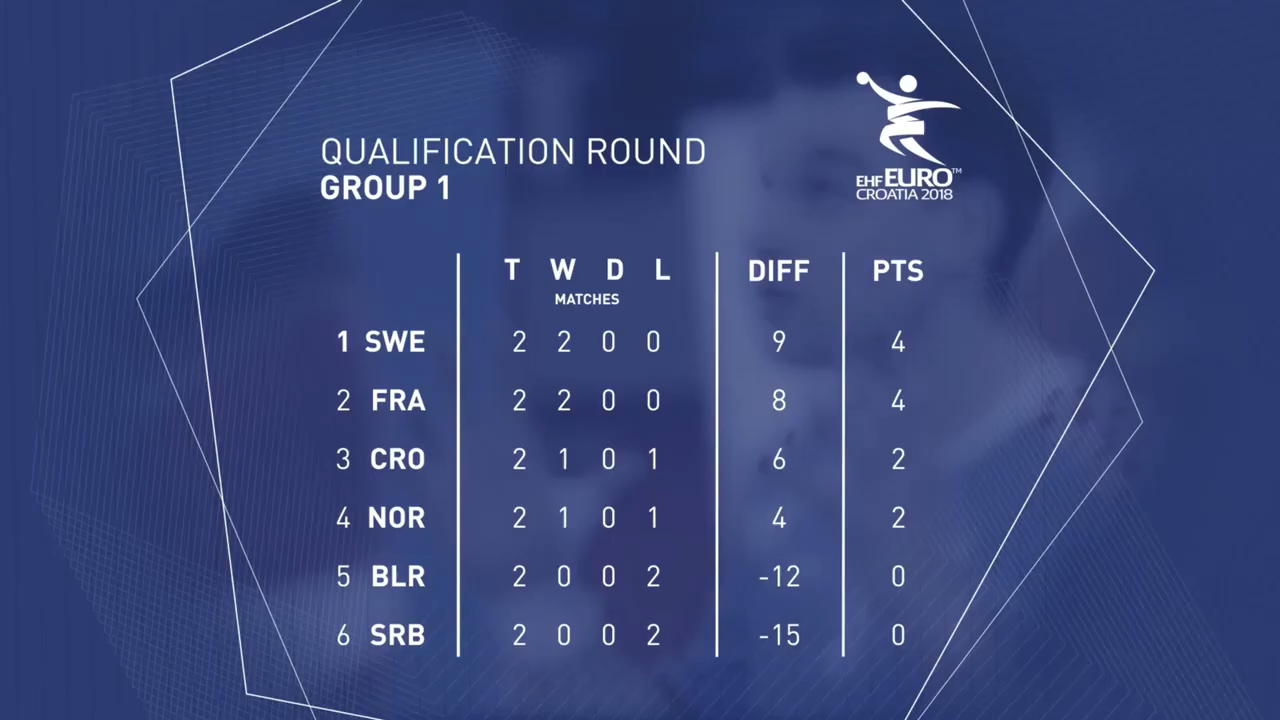 QUALIFICATION ROUND
GROUP 1
EHF EURO™
CROATIA 2018
T W D L DIFF PTS
MATCHES
1 SWE 2 2 0 0 9 4
2 FRA 2 2 0 0 8 4
3 CRO 2 1 0 1 6 2
4 NOR 2 1 0 1 4 2
5 BLR 2 0 0 2 -12 0
6 SRB 2 0 0 2 -15 0